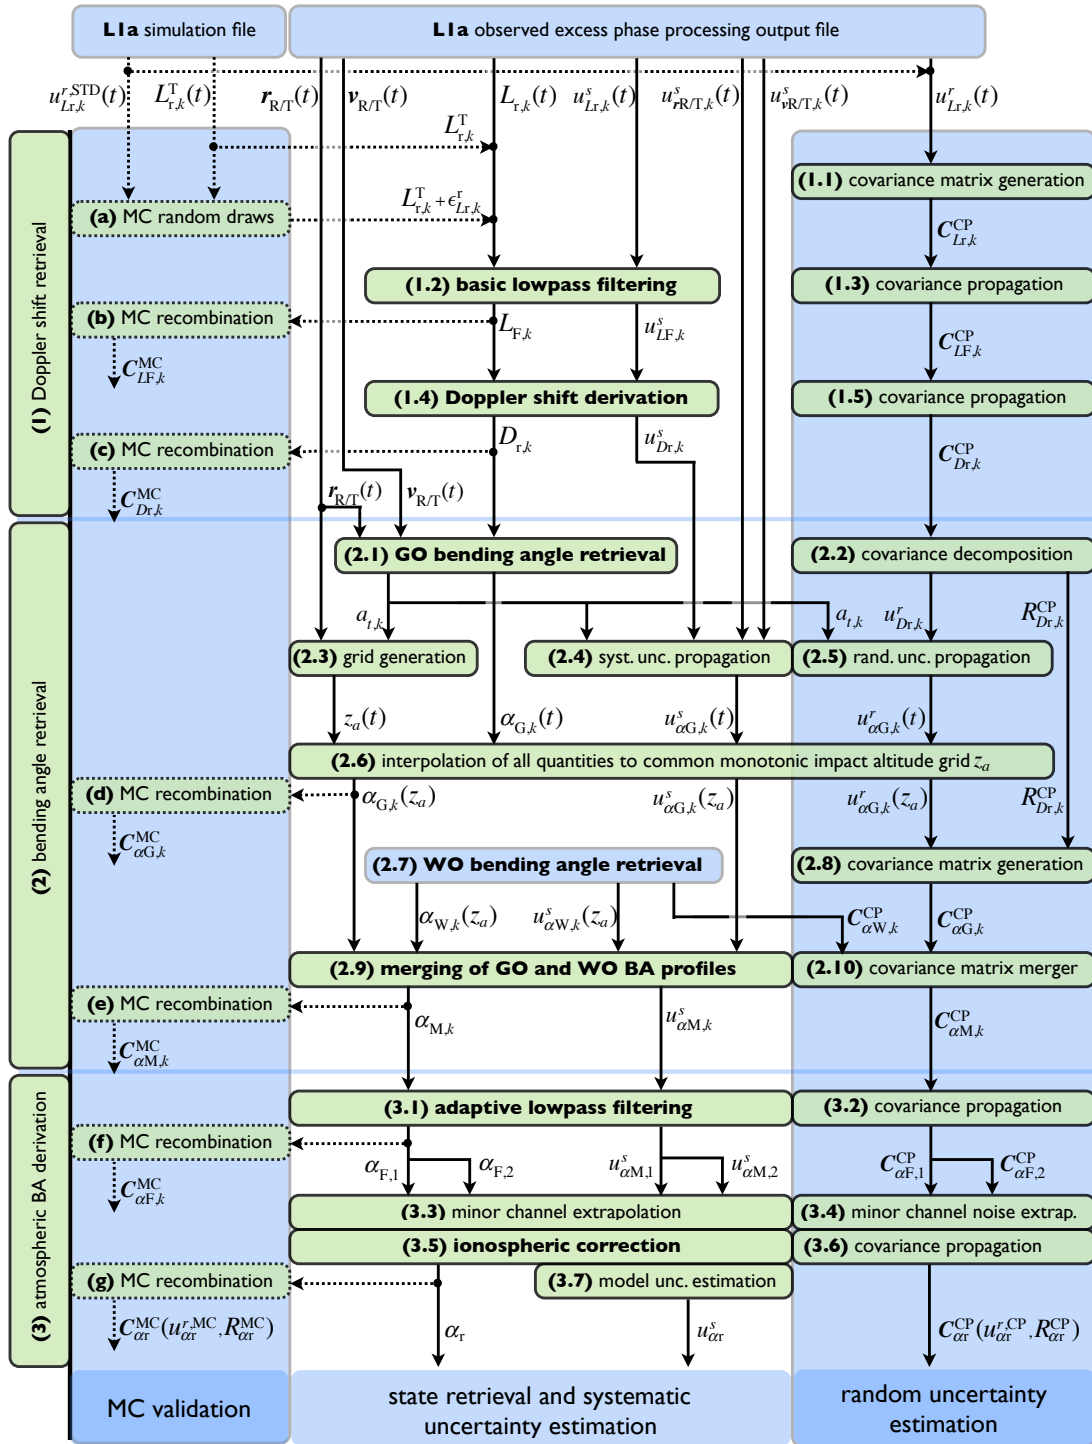 L1a simulation file
L1a observed excess phase processing output file
u^{r,STD}_{Lr,k}(t)
L^T_{r,k}(t)
r_{R/T}(t)
v_{R/T}(t)
L_{r,k}(t)
u^s_{Lr,k}(t)
u^s_{rR/T,k}(t)
u^s_{vR/T,k}(t)
u^r_{Lr,k}(t)
L^T_{r,k}
(1.1) covariance matrix generation
(a) MC random draws
L^T_{r,k} + ϵ^r_{Lr,k}
C^{CP}_{Lr,k}
(1.2) basic lowpass filtering
(1.3) covariance propagation
(b) MC recombination
L_{F,k}
u^s_{LF,k}
C^{CP}_{LF,k}
C^{MC}_{LF,k}
(1.4) Doppler shift derivation
(1.5) covariance propagation
(1) Doppler shift retrieval
(c) MC recombination
D_{r,k}
u^s_{Dr,k}
C^{CP}_{Dr,k}
C^{MC}_{Dr,k}
r_{R/T}(t)
v_{R/T}(t)
(2.1) GO bending angle retrieval
(2.2) covariance decomposition
a_{t,k}
a_{t,k}
u^r_{Dr,k}
R^{CP}_{Dr,k}
(2.3) grid generation
(2.4) syst. unc. propagation
(2.5) rand. unc. propagation
z_a(t)
α_{G,k}(t)
u^s_{αG,k}(t)
u^r_{αG,k}(t)
(2.6) interpolation of all quantities to common monotonic impact altitude grid z_a
(d) MC recombination
α_{G,k}(z_a)
u^s_{αG,k}(z_a)
u^r_{αG,k}(z_a)
R^{CP}_{Dr,k}
C^{MC}_{αG,k}
(2) bending angle retrieval
(2.7) WO bending angle retrieval
(2.8) covariance matrix generation
α_{W,k}(z_a)
u^s_{αW,k}(z_a)
C^{CP}_{αW,k}
C^{CP}_{αG,k}
(2.9) merging of GO and WO BA profiles
(2.10) covariance matrix merger
(e) MC recombination
α_{M,k}
u^s_{αM,k}
C^{CP}_{αM,k}
C^{MC}_{αM,k}
(3.1) adaptive lowpass filtering
(3.2) covariance propagation
(f) MC recombination
α_{F,1}
α_{F,2}
u^s_{αM,1}
u^s_{αM,2}
C^{CP}_{αF,1}
C^{CP}_{αF,2}
C^{MC}_{αF,k}
(3.3) minor channel extrapolation
(3.4) minor channel noise extrap.
(3) atmospheric BA derivation
(3.5) ionospheric correction
(3.6) covariance propagation
(g) MC recombination
(3.7) model unc. estimation
C^{MC}_{αr}(u^{r,MC}_{αr}, R^{MC}_{αr})
α_r
u^s_{αr}
C^{CP}_{αr}(u^{r,CP}_{αr}, R^{CP}_{αr})
MC validation
state retrieval and systematic
uncertainty estimation
random uncertainty
estimation